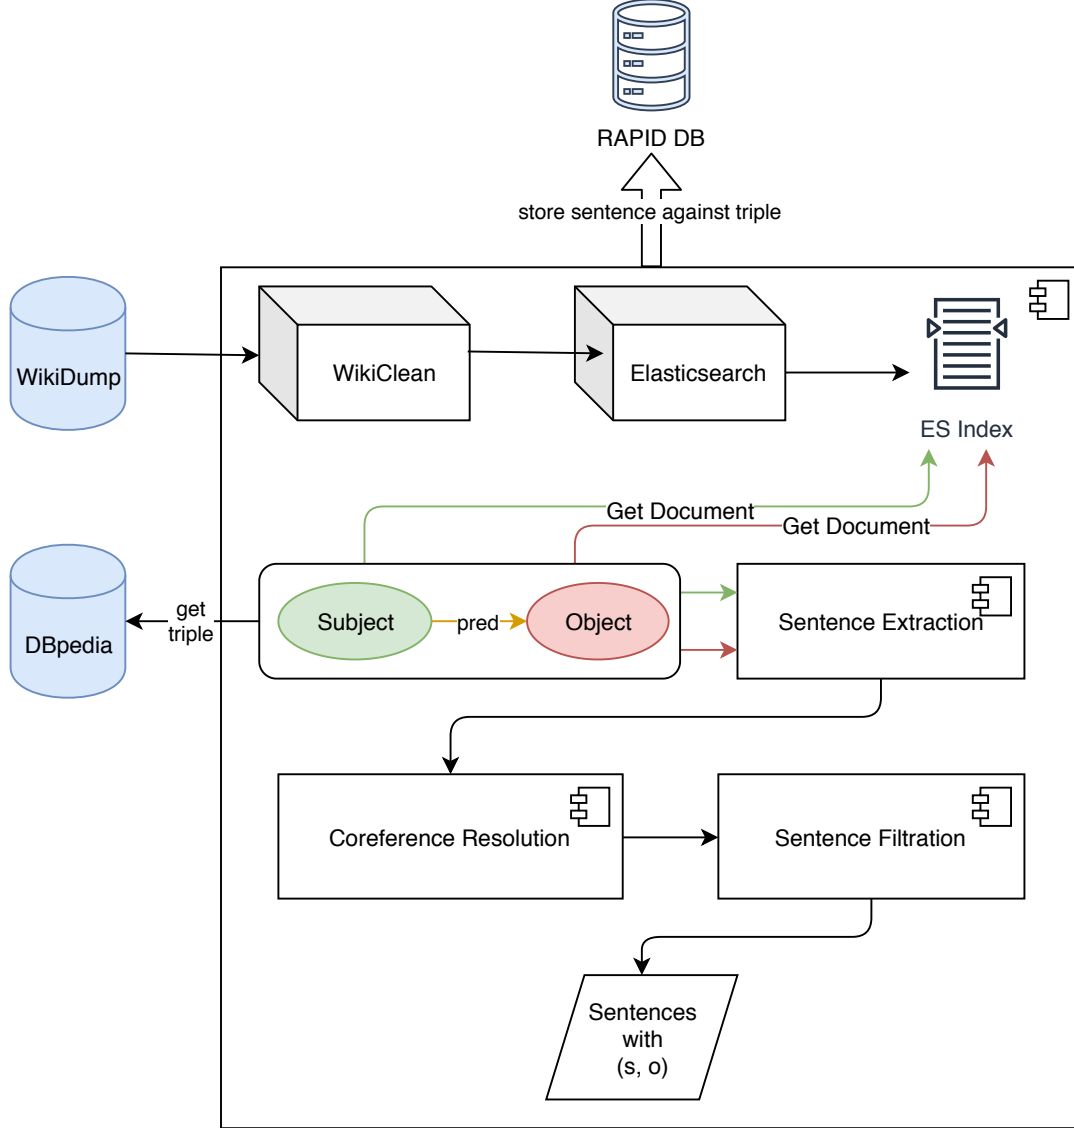 RAPID DB
store sentence against triple
WikiDump
WikiClean
Elasticsearch
ES Index
Get Document
Get Document
DBpedia
get
triple
Subject
pred
Object
Sentence Extraction
Coreference Resolution
Sentence Filtration
Sentences
with
(s, o)